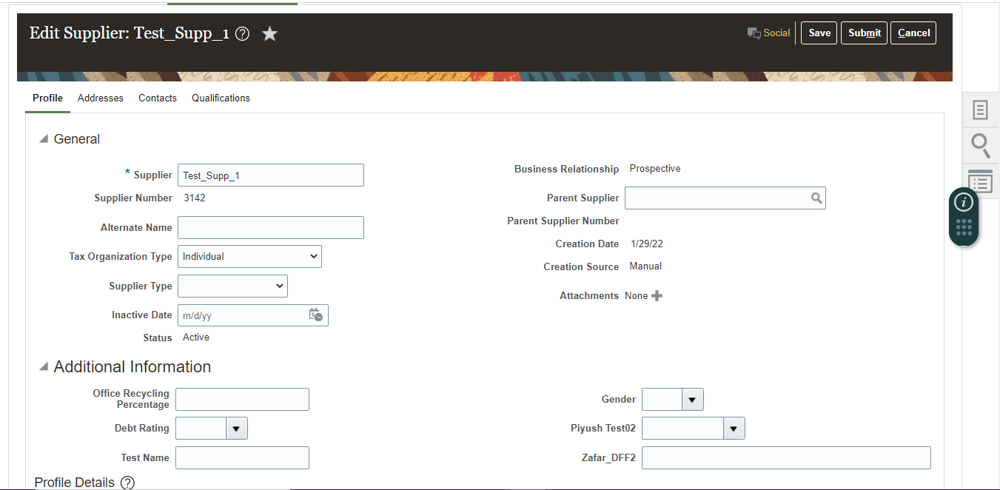 Edit Supplier: Test_Supp_1 ?
Social
Save
Submit
Cancel
Profile
Addresses
Contacts
Qualifications
General
* Supplier Test_Supp_1
Supplier Number 3142
Alternate Name
Tax Organization Type Individual
Supplier Type
Inactive Date m/d/yy
Status Active
Business Relationship Prospective
Parent Supplier
Parent Supplier Number
Creation Date 1/29/22
Creation Source Manual
Attachments None
i
Additional Information
Office Recycling
Percentage
Debt Rating
Test Name
Gender
Piyush Test02
Zafar_DFF2
Profile Details ?